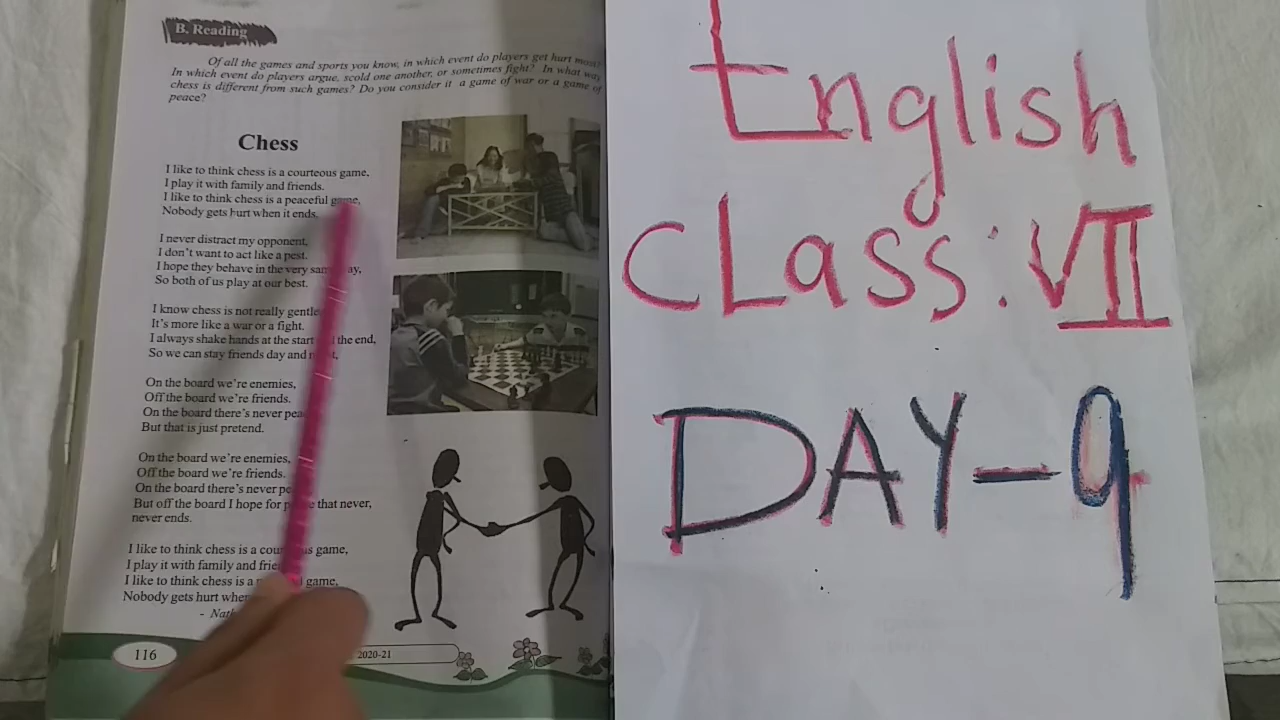 B. Reading
Of all the games and sports you know, in which event do players get hurt
In which event do players argue, scold one another, or sometimes fight? In what way
chess is different from such games? Do you consider it a game of war or a game of
peace?
Chess
I like to think chess is a courteous game,
I play it with family and friends.
I like to think chess is a peaceful game,
Nobody gets hurt when it ends.
I never distract my opponent,
I don't want to act like a pest.
I hope they behave in the very
So both of us play at our best.
I know chess is not really
It's more like a war or a fight.
I always shake hands at the start the end,
So we can stay friends day and
On the board we're enemies,
Off the board we're friends.
On the board there's never
But that is just pretend.
On the board we're enemies,
Off the board we're friends.
On the board there's never
But off the board I hope for that never,
never ends.
I like to think chess is a game,
I play it with family and
I like to think chess is a game,
Nobody gets hurt
116
2020-21
English
cLass: VII
DAY-9